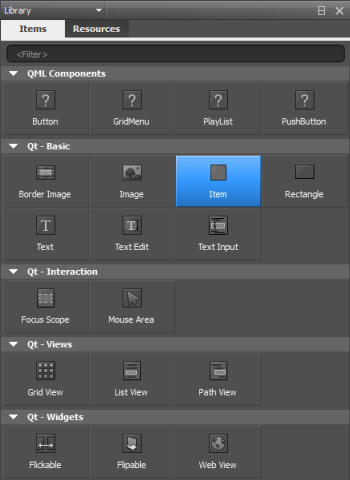 Library
Items Resources
<Filter>
QML Components
Button GridMenu PlayList PushButton
Qt - Basic
Border Image Image Item Rectangle
Text Text Edit Text Input
Qt - Interaction
Focus Scope Mouse Area
Qt - Views
Grid View List View Path View
Qt - Widgets
Flickable Flipable Web View